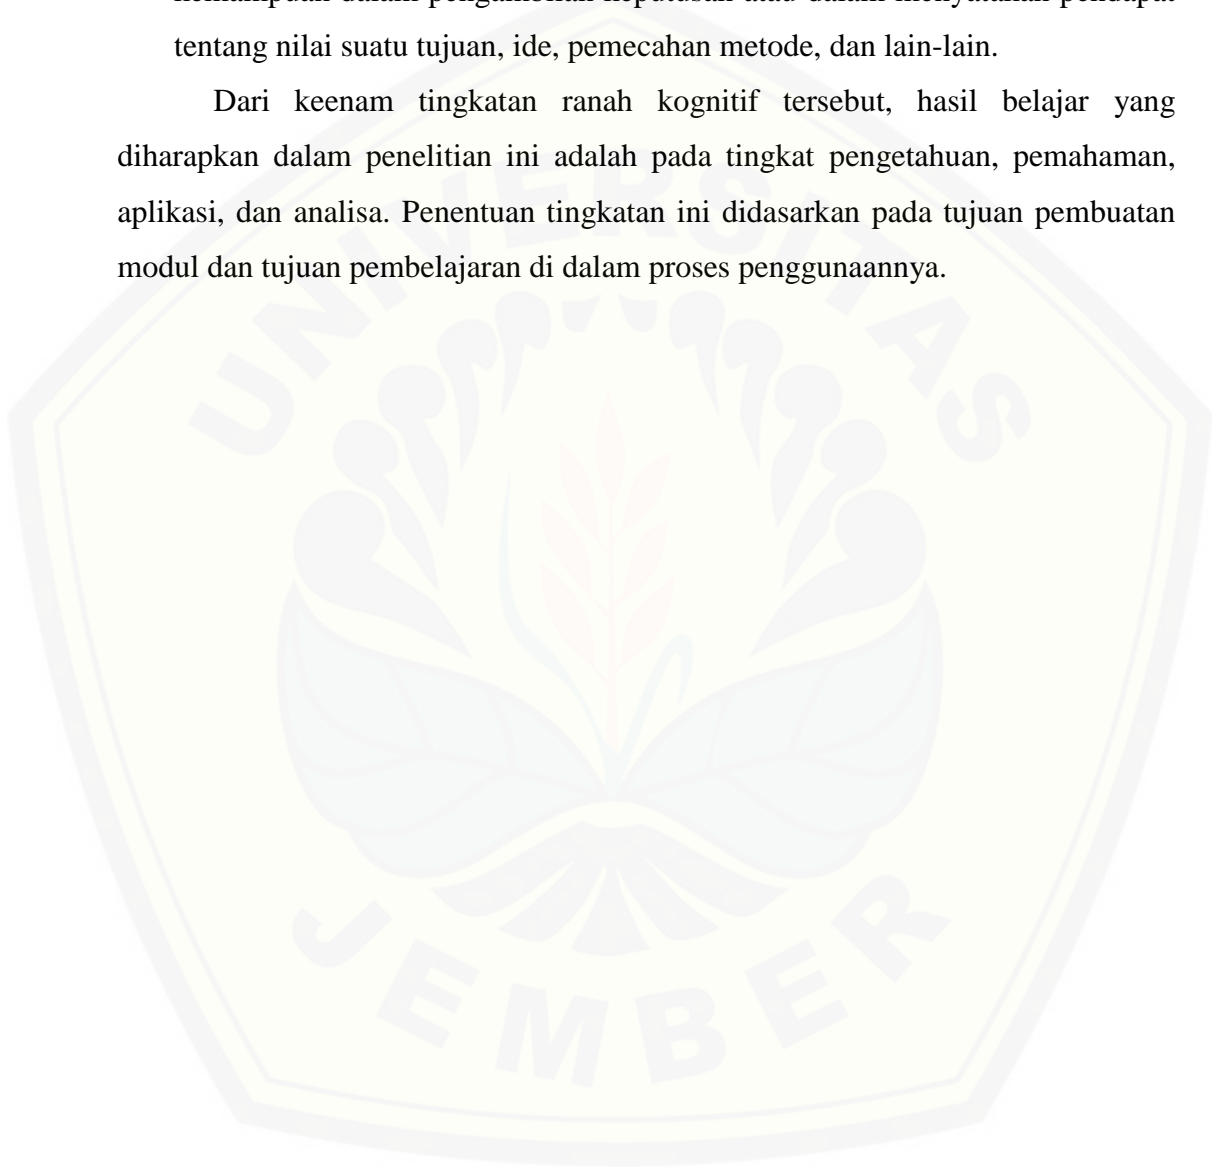 tentang nilai suatu tujuan, ide, pemecahan metode, dan lain-lain.
Dari keenam tingkatan ranah kognitif tersebut, hasil belajar yang
diharapkan dalam penelitian ini adalah pada tingkat pengetahuan, pemahaman,
aplikasi, dan analisa. Penentuan tingkatan ini didasarkan pada tujuan pembuatan
modul dan tujuan pembelajaran di dalam proses penggunaannya.
UNIVERSITAS
JEMBER